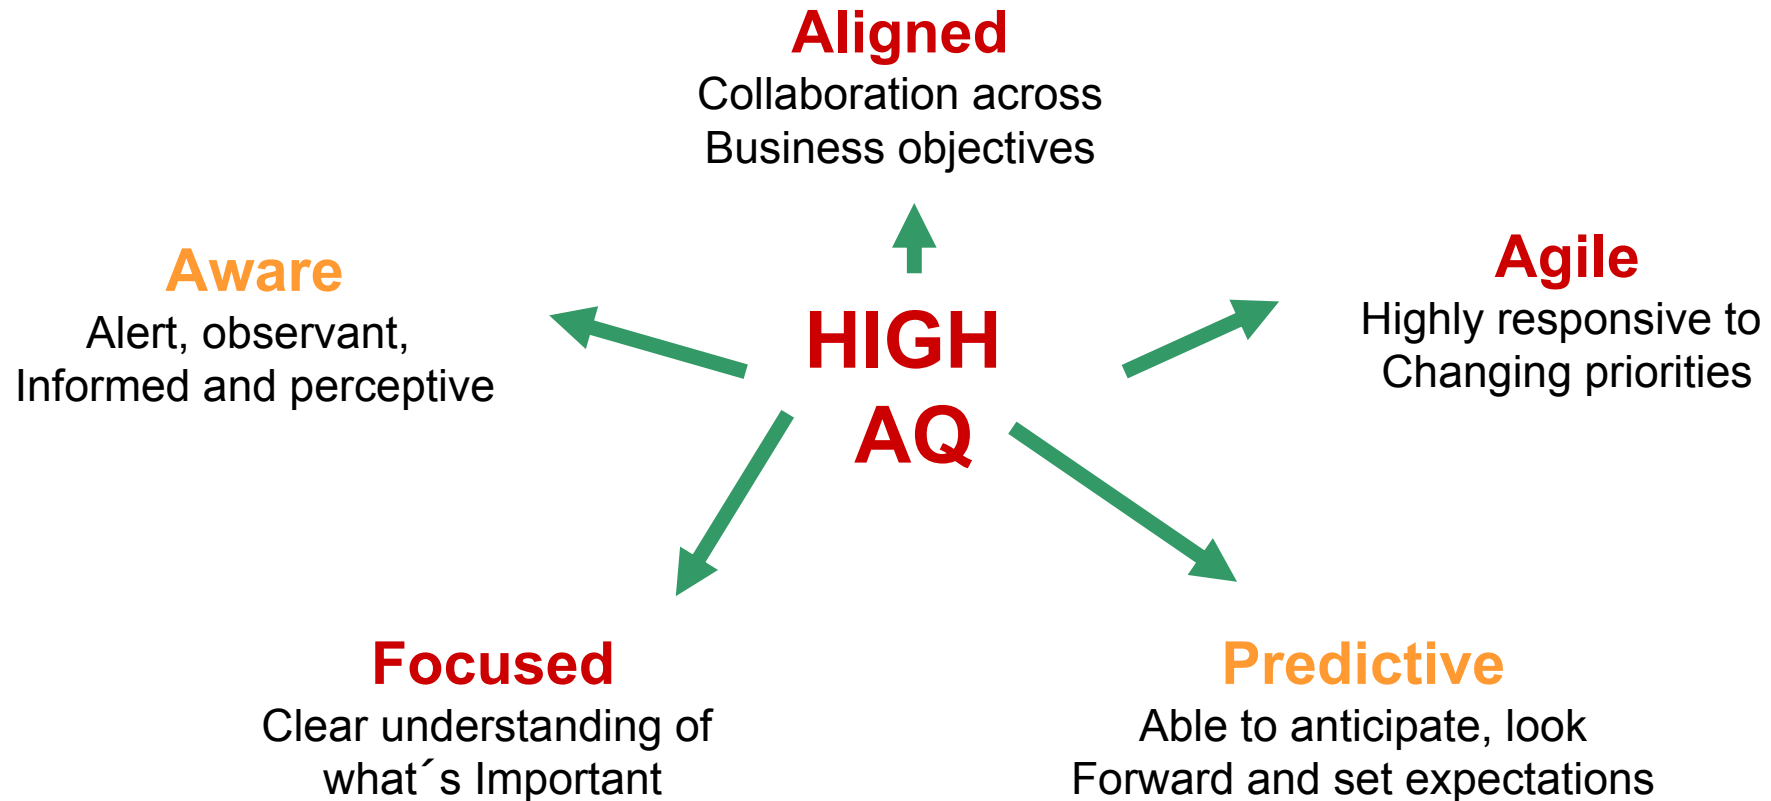 Aligned
Collaboration across
Business objectives
Aware
Alert, observant,
Informed and perceptive
HIGH
AQ
Agile
Highly responsive to
Changing priorities
Focused
Clear understanding of
what´s Important
Predictive
Able to anticipate, look
Forward and set expectations